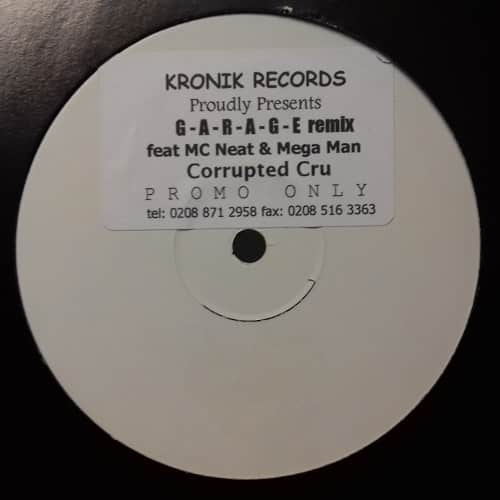 KRONIK RECORDS
Proudly Presents
G-A-R-A-G-E remix
feat MC Neat & Mega Man
Corrupted Cru
PROMO ONLY
tel: 0208 871 2958 fax: 0208 516 3363